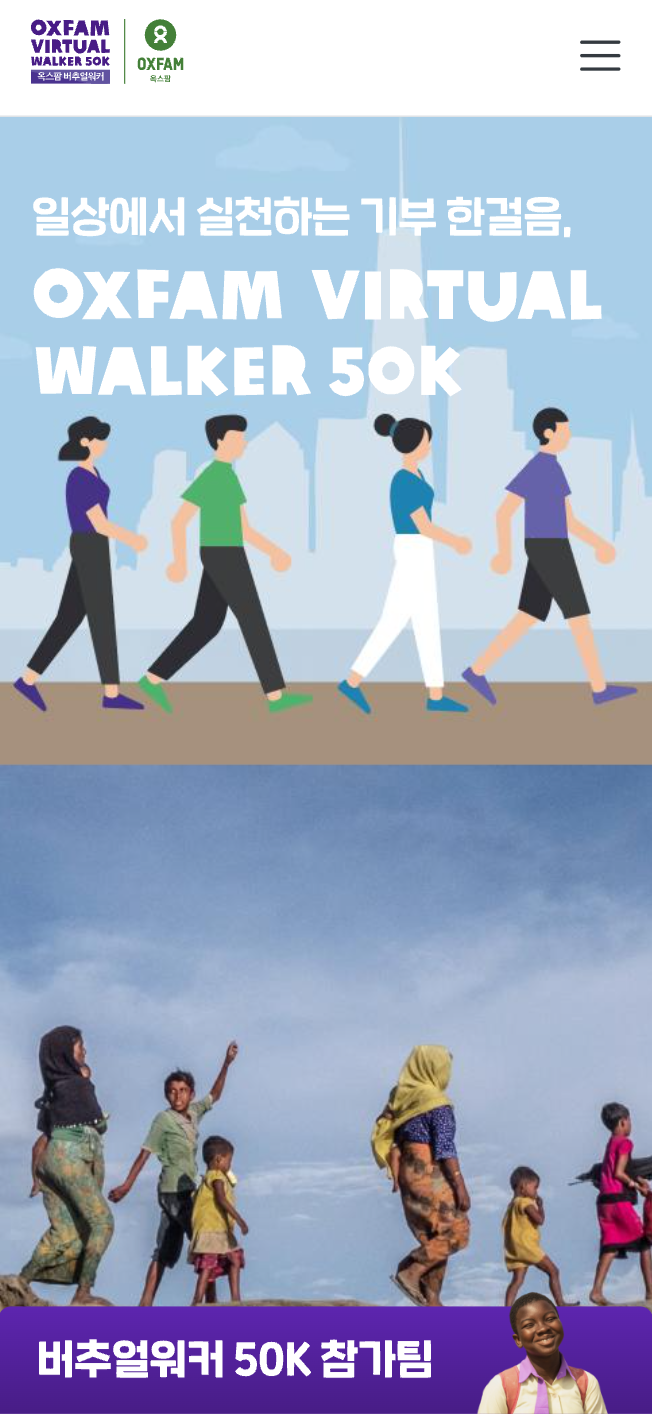 OXFAM
VIRTUAL
WALKER 50K
옥스팜 버추얼워커
OXFAM
옥스팜
일상에서 실천하는 기부 한걸음,
OXFAM VIRTUAL
WALKER 50K
버추얼워커 50K 참가팀